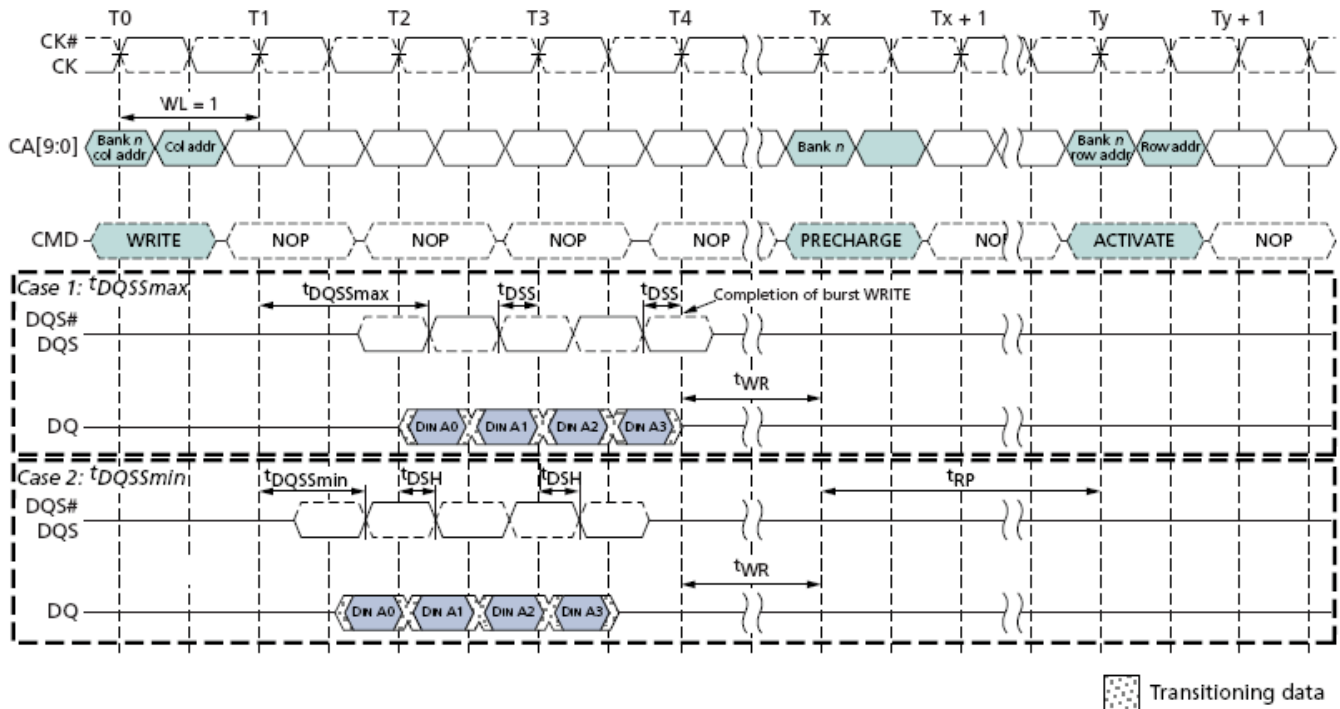 T0 T1 T2 T3 T4 Tx Tx + 1 Ty Ty + 1
CK#
CK
WL = 1
CA[9:0] Bank n col addr Col addr Bank n Bank n row addr Row addr
CMD WRITE NOP NOP NOP NOP PRECHARGE NOP ACTIVATE NOP
Case 1: tDQSSmax
tDQSSmax tDSS tDSS Completion of burst WRITE
DQS#
DQS
tWR
DQ DIN A0 DIN A1 DIN A2 DIN A3
Case 2: tDQSSmin
tDQSSmin tDSH tDSH tRP
DQS#
DQS
tWR
DQ DIN A0 DIN A1 DIN A2 DIN A3
Transitioning data